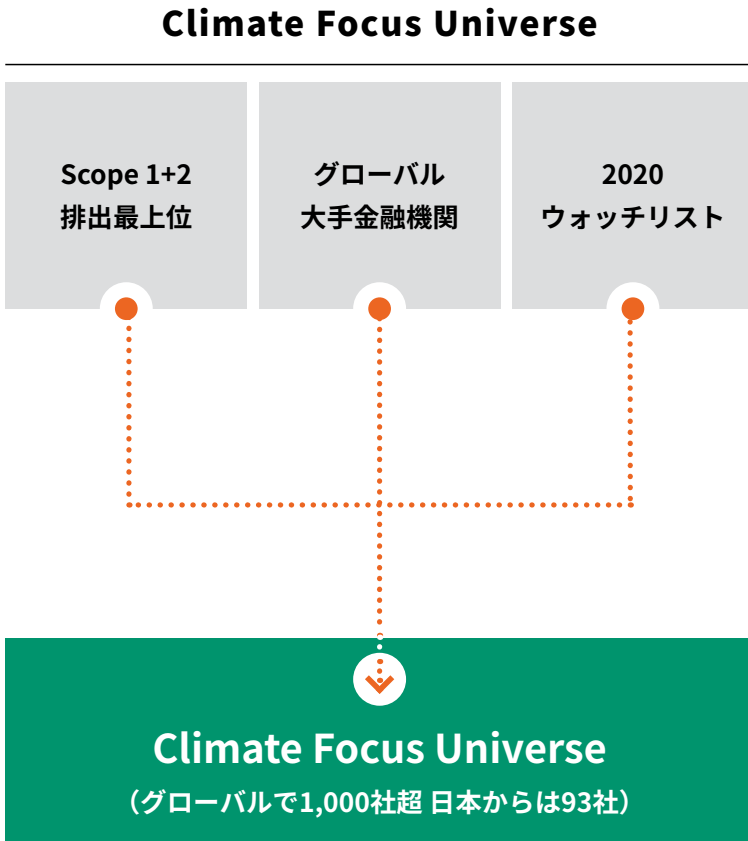 Climate Focus Universe
Scope 1+2
排出最上位
グローバル
大手金融機関
2020
ウォッチリスト
Climate Focus Universe
（グローバルで1,000社超 日本からは93社）